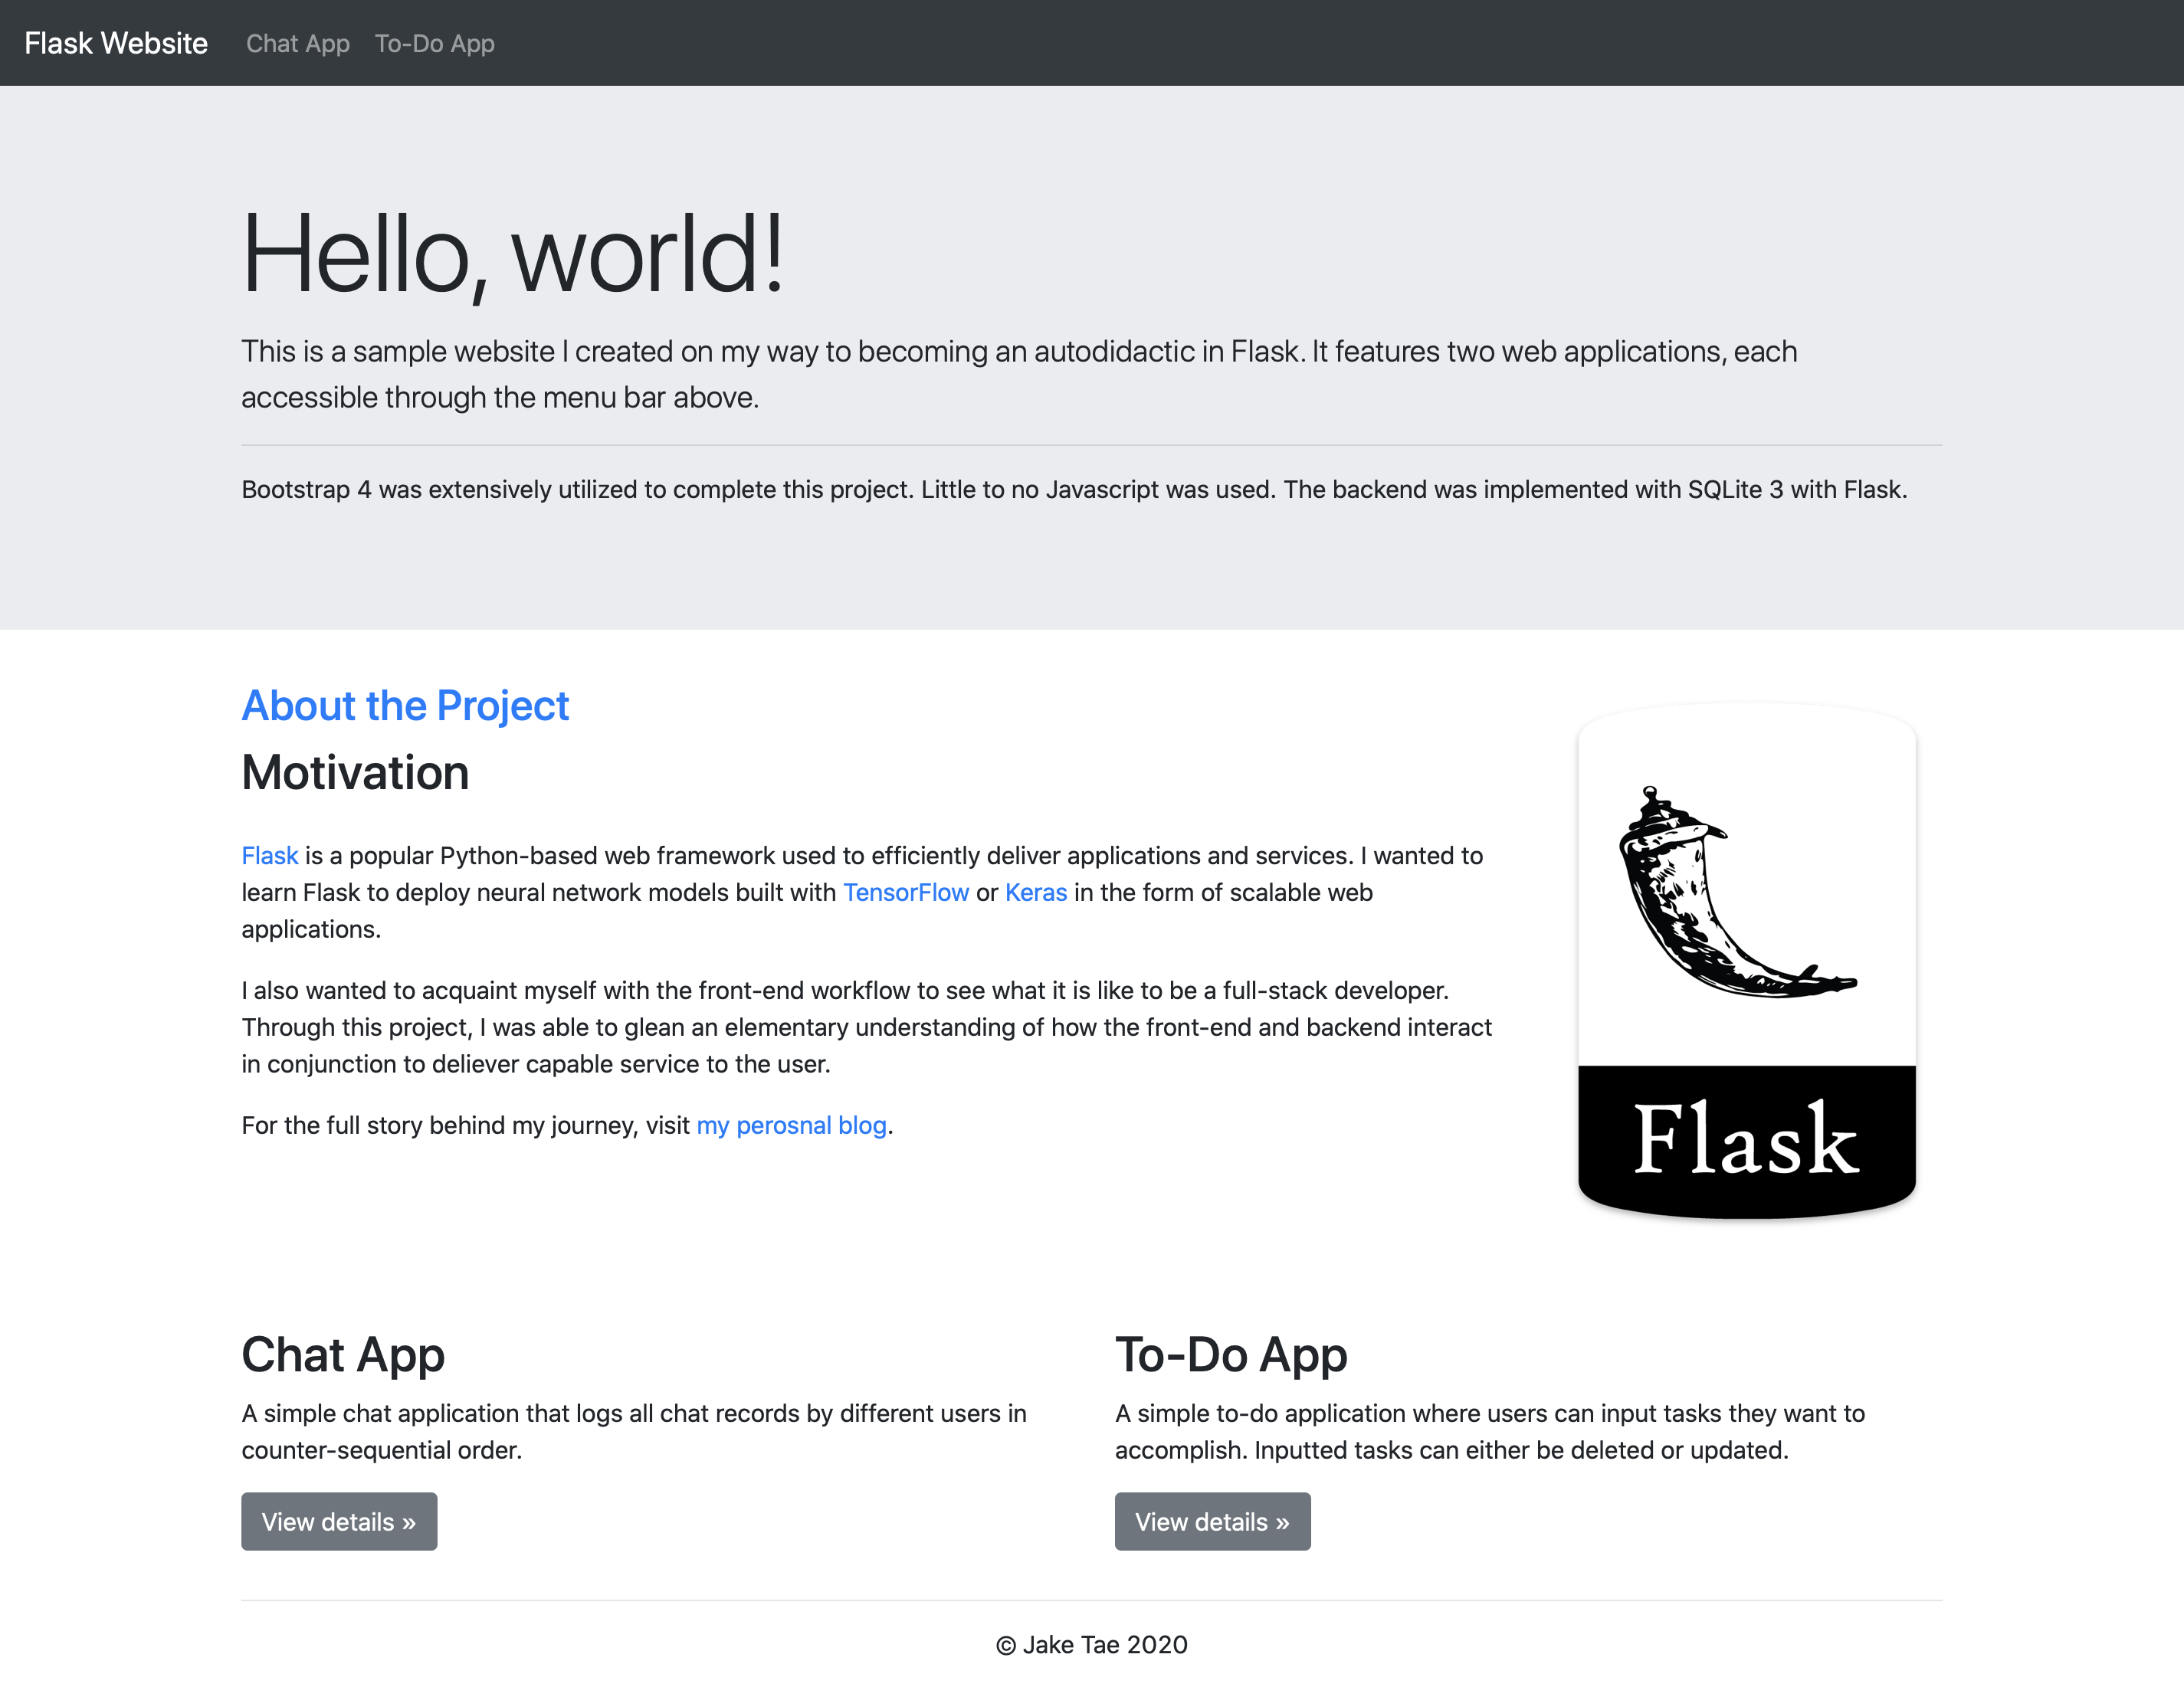 Flask Website Chat App To-Do App
Hello, world!
This is a sample website I created on my way to becoming an autodidactic in Flask. It features two web applications, each
accessible through the menu bar above.
Bootstrap 4 was extensively utilized to complete this project. Little to no Javascript was used. The backend was implemented with SQLite 3 with Flask.
About the Project
Motivation
Flask is a popular Python-based web framework used to efficiently deliver applications and services. I wanted to
learn Flask to deploy neural network models built with TensorFlow or Keras in the form of scalable web
applications.
I also wanted to acquaint myself with the front-end workflow to see what it is like to be a full-stack developer.
Through this project, I was able to glean an elementary understanding of how the front-end and backend interact
in conjunction to deliever capable service to the user.
For the full story behind my journey, visit my perosnal blog.
Flask
Chat App
A simple chat application that logs all chat records by different users in
counter-sequential order.
View details »
To-Do App
A simple to-do application where users can input tasks they want to
accomplish. Inputted tasks can either be deleted or updated.
View details »
© Jake Tae 2020